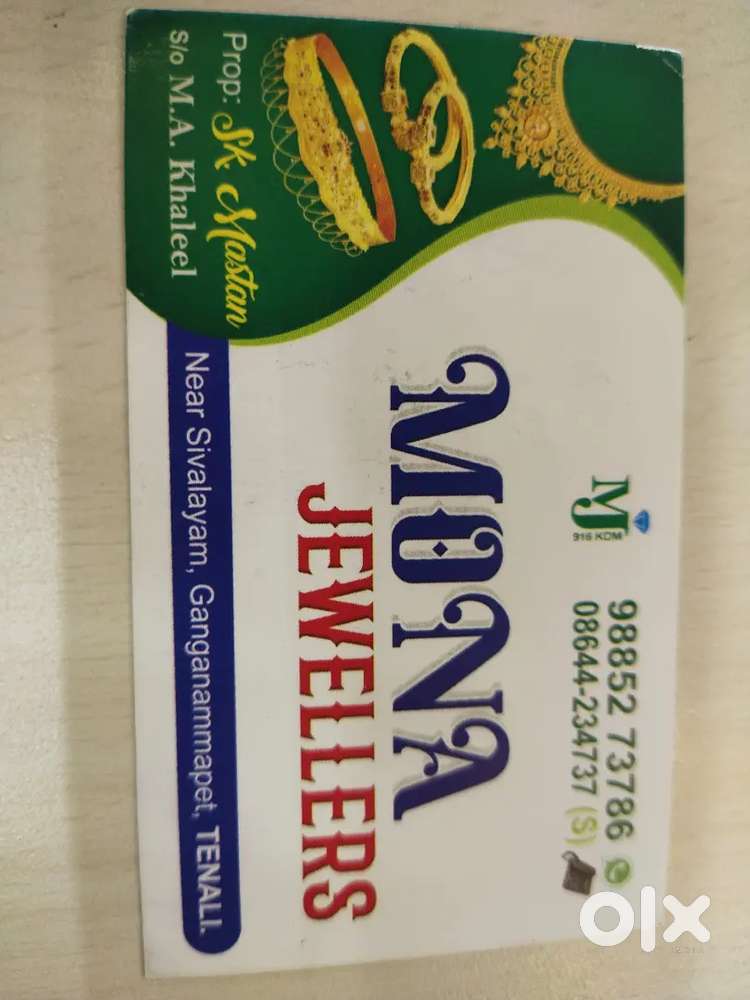 MJ
916 KDM
98852 73786
08644-234737 (S)
MONA
JEWELLERS
Prop: Sk Mastan
S/o M.A. Khaleel
Near Sivalayam, Ganganammapet, TENALI.
olx